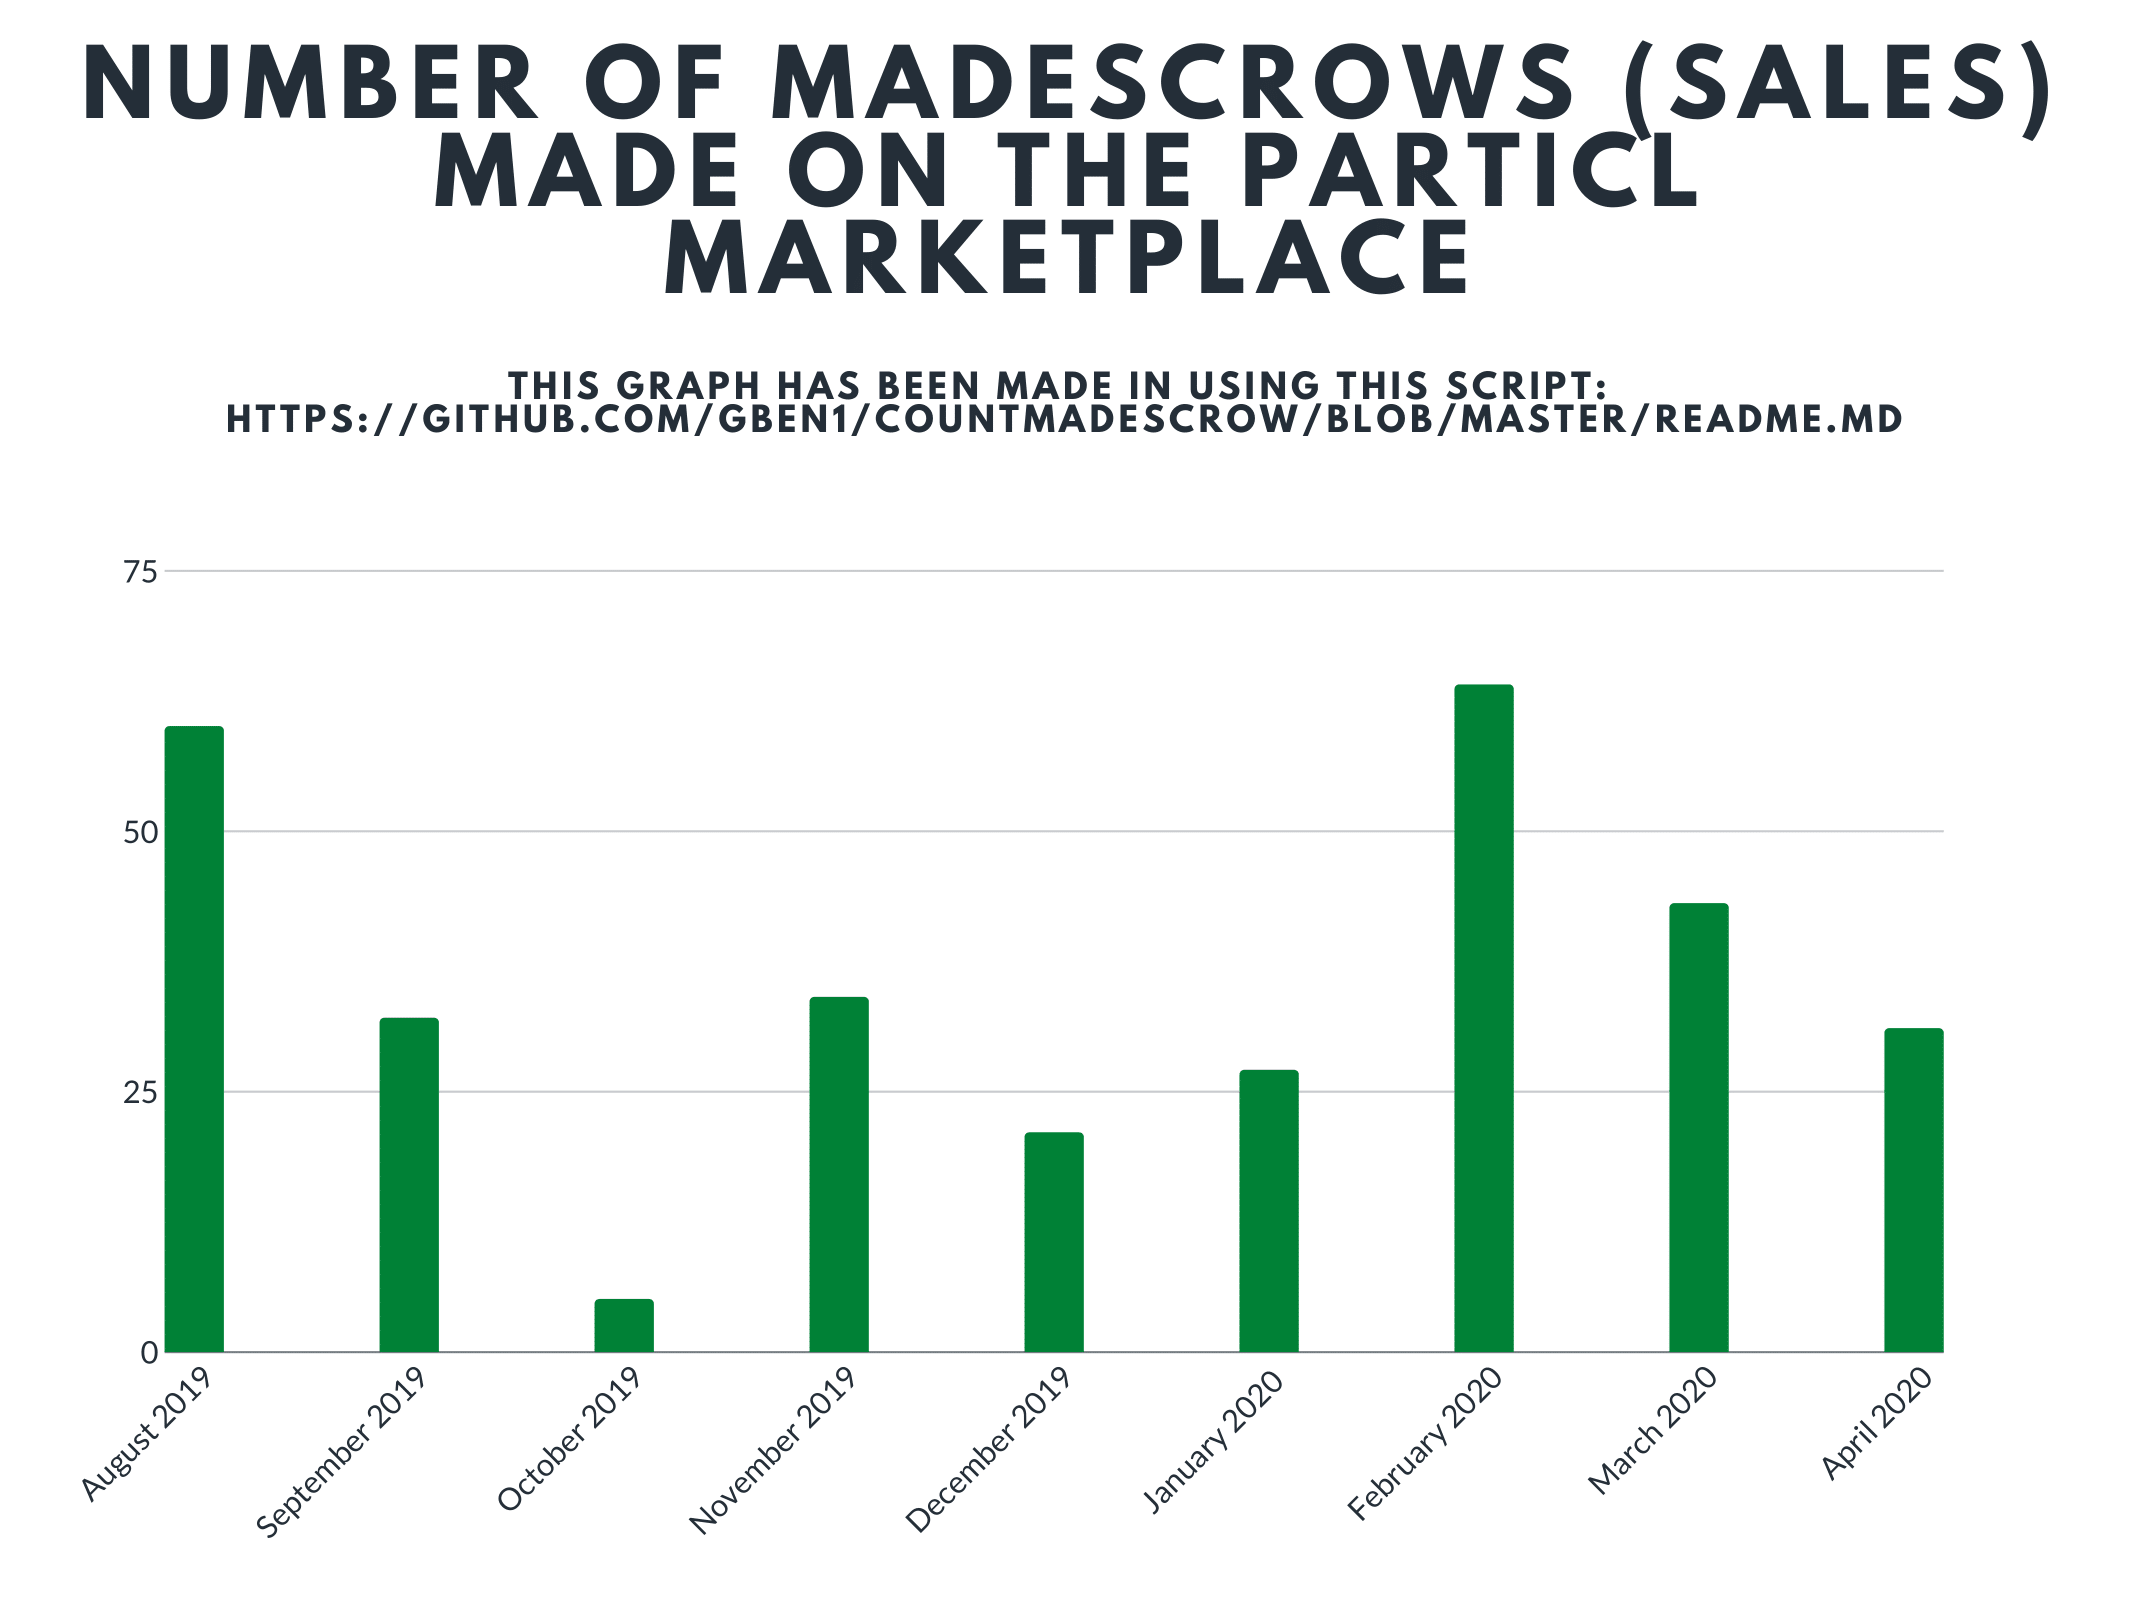 NUMBER OF MADESCROWS (SALES)
MADE ON THE PARTICL
MARKETPLACE
THIS GRAPH HAS BEEN MADE IN USING THIS SCRIPT:
HTTPS://GITHUB.COM/GBEN1/COUNTMADESCROW/BLOB/MASTER/README.MD
75
50
25
0
August 2019
September 2019
October 2019
November 2019
December 2019
January 2020
February 2020
March 2020
April 2020